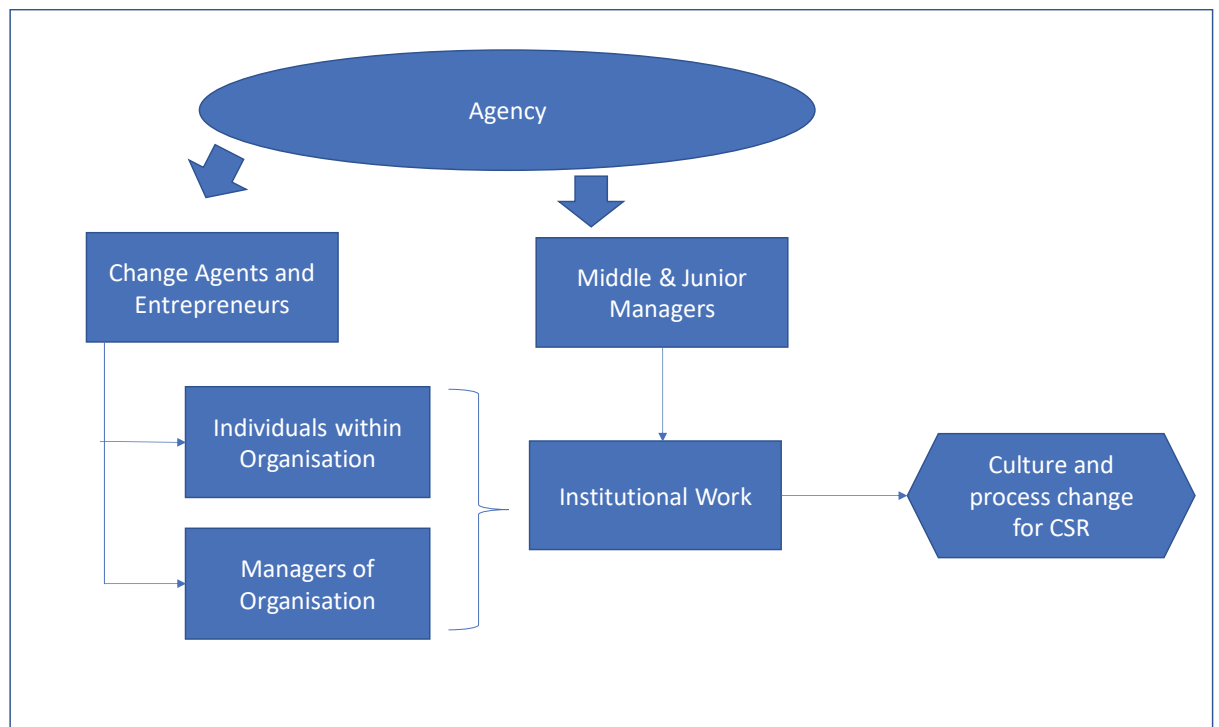 Agency
Change Agents and
Entrepreneurs
Middle & Junior
Managers
Individuals within
Organisation
Institutional Work
Culture and
process change
for CSR
Managers of
Organisation